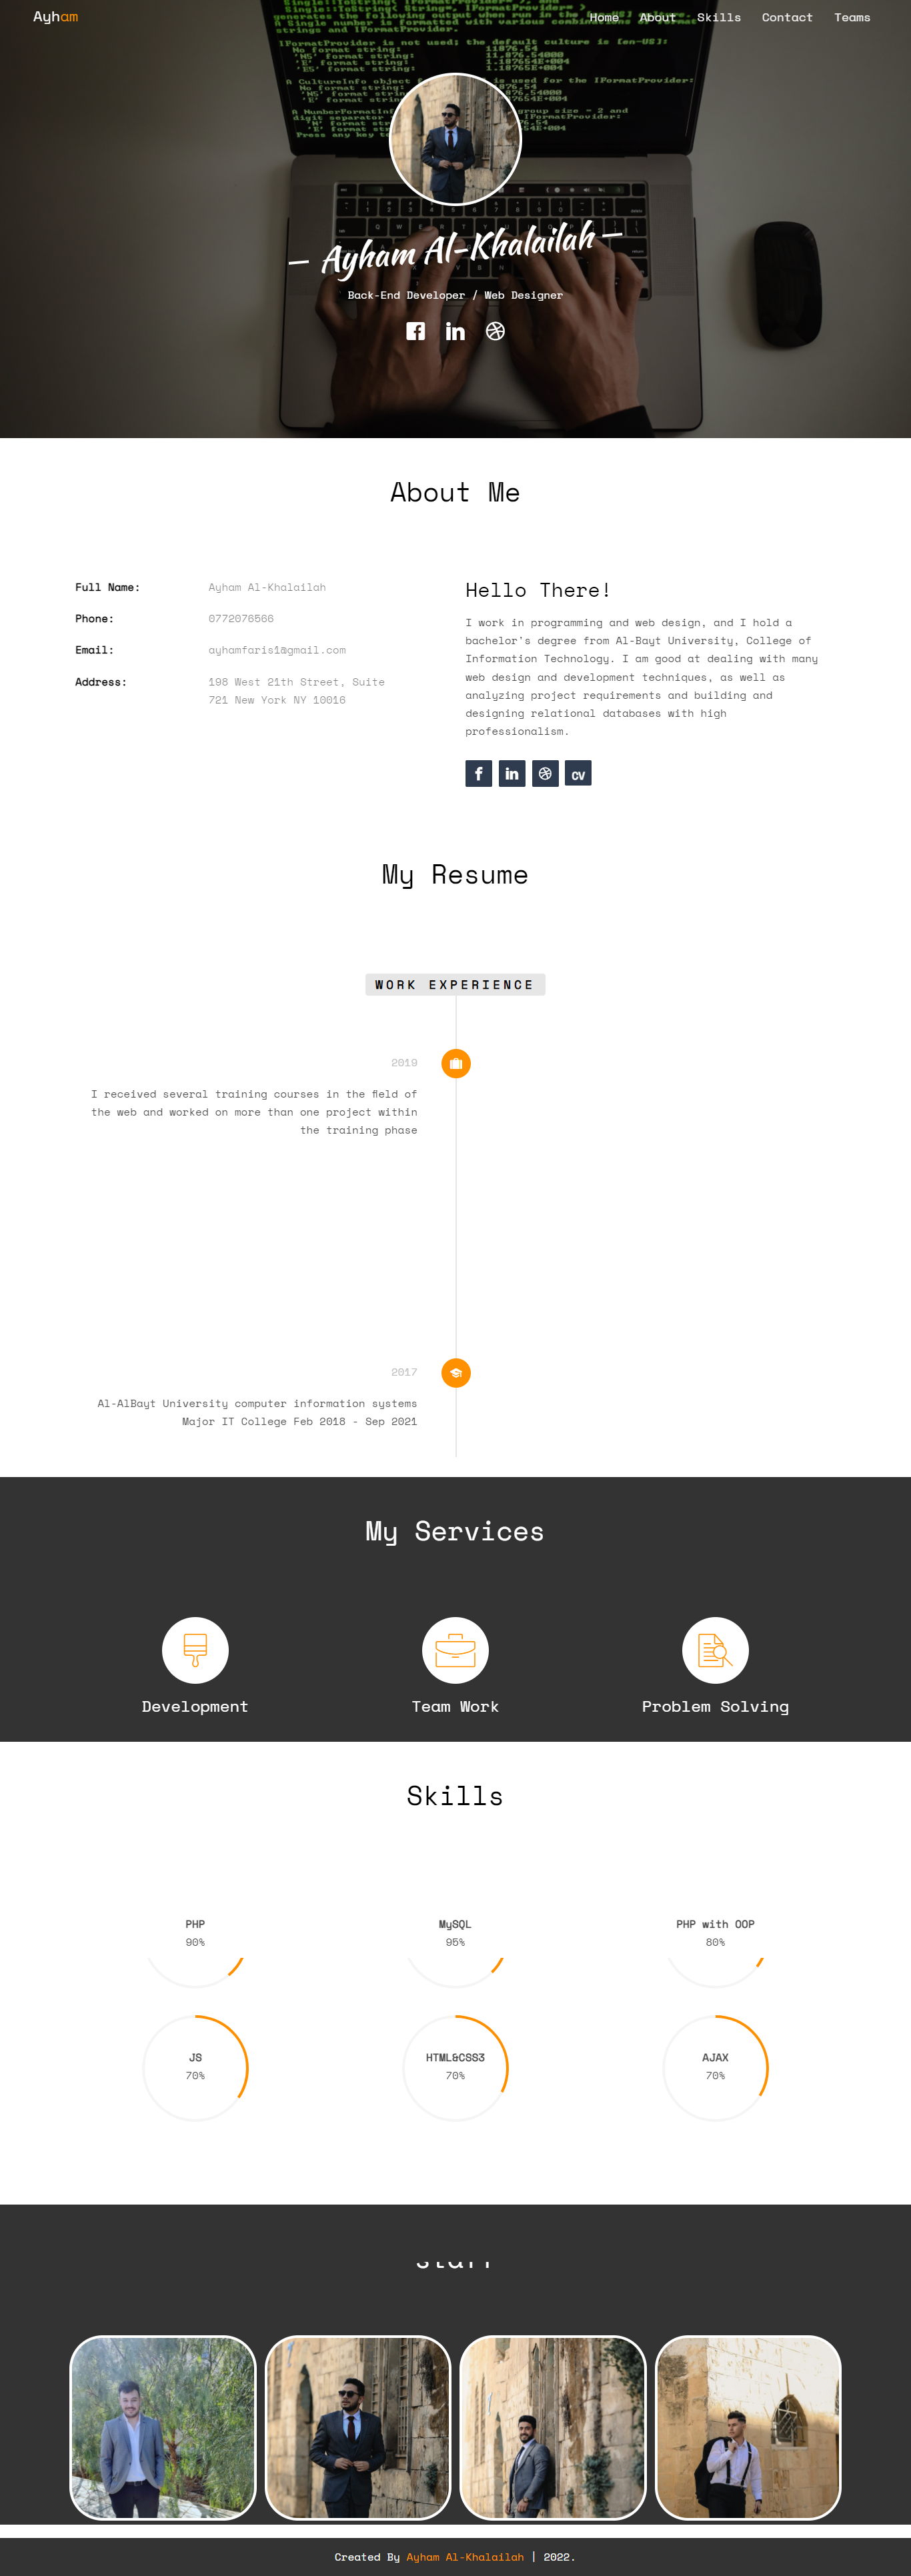 Ayham
Home About Skills Contact Teams
Ayham Al-Khalailah
Back-End Developer / Web Designer
About Me
Full Name: Ayham Al-Khalailah
Phone: 0772076566
Email: ayhamfaris1@gmail.com
Address: 198 West 21th Street, Suite
721 New York NY 10016
Hello There!
I work in programming and web design, and I hold a
bachelor's degree from Al-Bayt University, College of
Information Technology. I am good at dealing with many
web design and development techniques, as well as
analyzing project requirements and building and
designing relational databases with high
professionalism.
CV
My Resume
WORK EXPERIENCE
2019
I received several training courses in the field of
the web and worked on more than one project within
the training phase
2017
Al-AlBayt University computer information systems
Major IT College Feb 2018 - Sep 2021
My Services
Development
Team Work
Problem Solving
Skills
PHP
90%
MySQL
95%
PHP with OOP
80%
JS
70%
HTML&CSS3
70%
AJAX
70%
Created By Ayham Al-Khalailah | 2022.